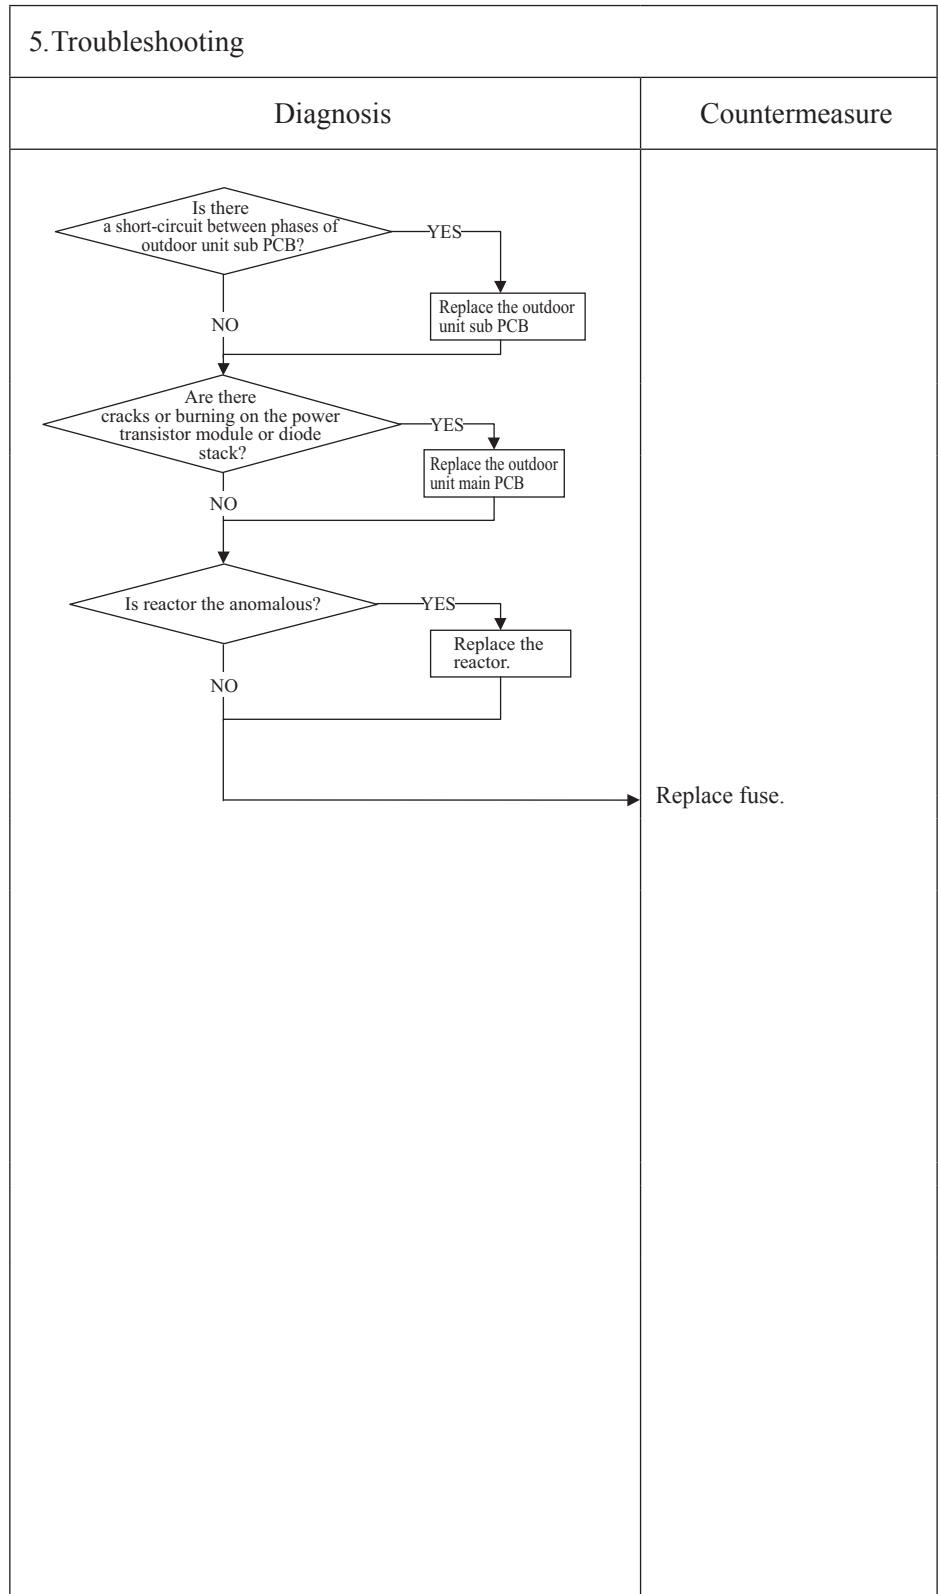 5.Troubleshooting
Diagnosis
Countermeasure
Is there
a short-circuit between phases of
outdoor unit sub PCB?
YES
Replace the outdoor
unit sub PCB
NO
Are there
cracks or burning on the power
transistor module or diode
stack?
YES
Replace the outdoor
unit main PCB
NO
Is reactor the anomalous?
YES
Replace the
reactor.
NO
Replace fuse.